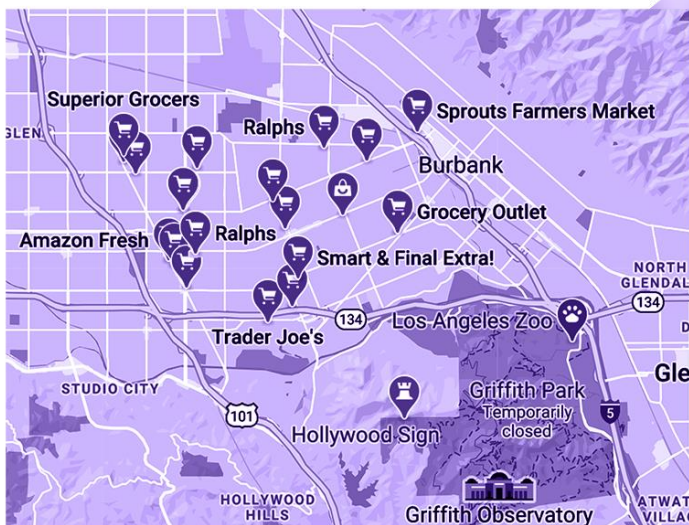 Superior Grocers
GLEN
Ralphs
Sprouts Farmers Market
Burbank
Grocery Outlet
Amazon Fresh
Ralphs
Smart & Final Extra!
NORTH
GLENDAL
134
134
Los Angeles Zoo
Trader Joe's
D
STUDIO CITY
Griffith Park
Temporarily
closed
Gle
5
101
Hollywood Sign
HOLLYWOOD
HILLS
Griffith Observatory
ATWAT
VILLAG